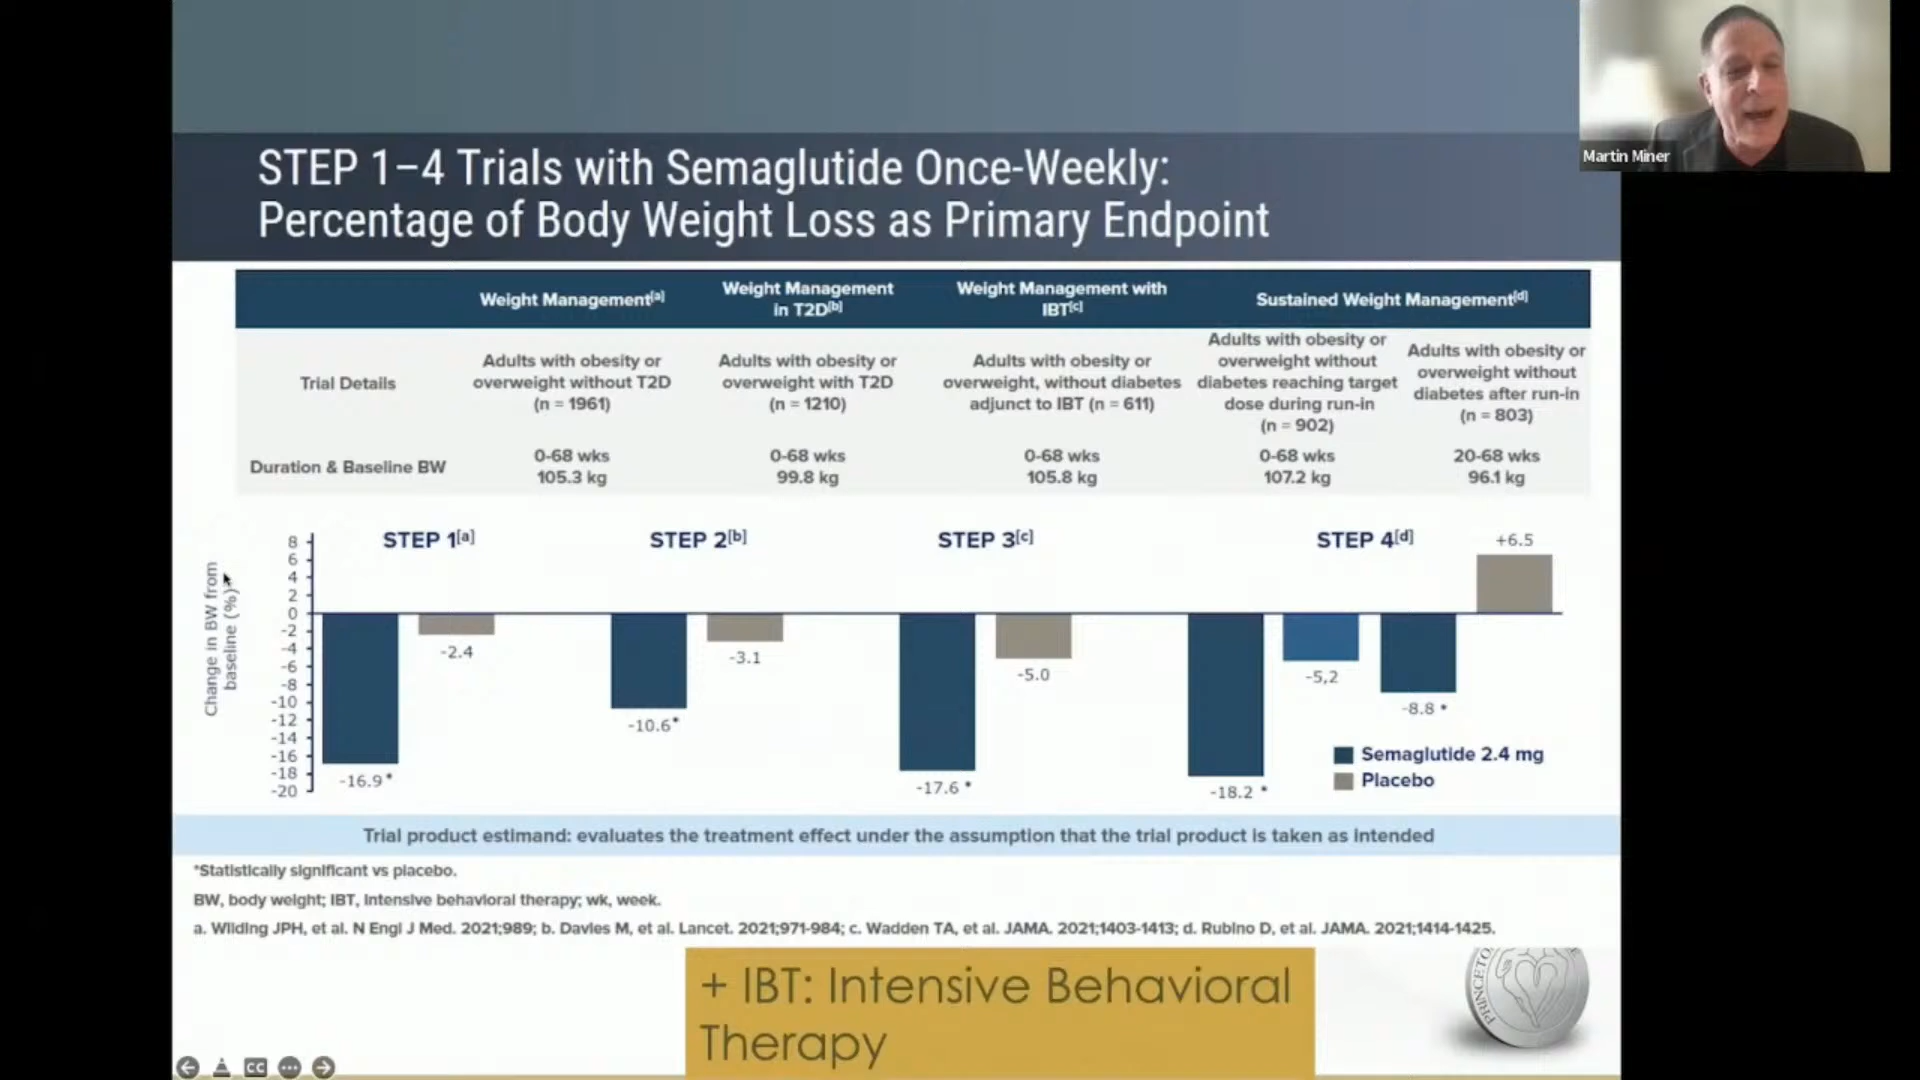 Martin Miner
STEP 1–4 Trials with Semaglutide Once-Weekly:
Percentage of Body Weight Loss as Primary Endpoint
Weight Management[a]
Weight Management
in T2D[b]
Weight Management with
IBT[c]
Sustained Weight Management[d]
Trial Details
Adults with obesity or
overweight without T2D
(n = 1961)
Adults with obesity or
overweight with T2D
(n = 1210)
Adults with obesity or
overweight, without diabetes
adjunct to IBT (n = 611)
Adults with obesity or
overweight without
diabetes reaching target
dose during run-in
(n = 902)
Adults with obesity or
overweight without
diabetes after run-in
(n = 803)
Duration & Baseline BW
0-68 wks
105.3 kg
0-68 wks
99.8 kg
0-68 wks
105.8 kg
0-68 wks
107.2 kg
20-68 wks
96.1 kg
Change in BW from
baseline (%)
8
6
4
2
0
-2
-4
-6
-8
-10
-12
-14
-16
-18
-20
STEP 1[a]
-16.9*
-2.4
STEP 2[b]
-10.6*
-3.1
STEP 3[c]
-17.6 *
-5.0
STEP 4[d]
-18.2 *
-5,2
-8.8 *
+6.5
Semaglutide 2.4 mg
Placebo
Trial product estimand: evaluates the treatment effect under the assumption that the trial product is taken as intended
*Statistically significant vs placebo.
BW, body weight; IBT, intensive behavioral therapy; wk, week.
a. Wilding JPH, et al. N Engl J Med. 2021;989; b. Davies M, et al. Lancet. 2021;971-984; c. Wadden TA, et al. JAMA. 2021;1403-1413; d. Rubino D, et al. JAMA. 2021;1414-1425.
+ IBT: Intensive Behavioral
Therapy
PRINCETO
CC